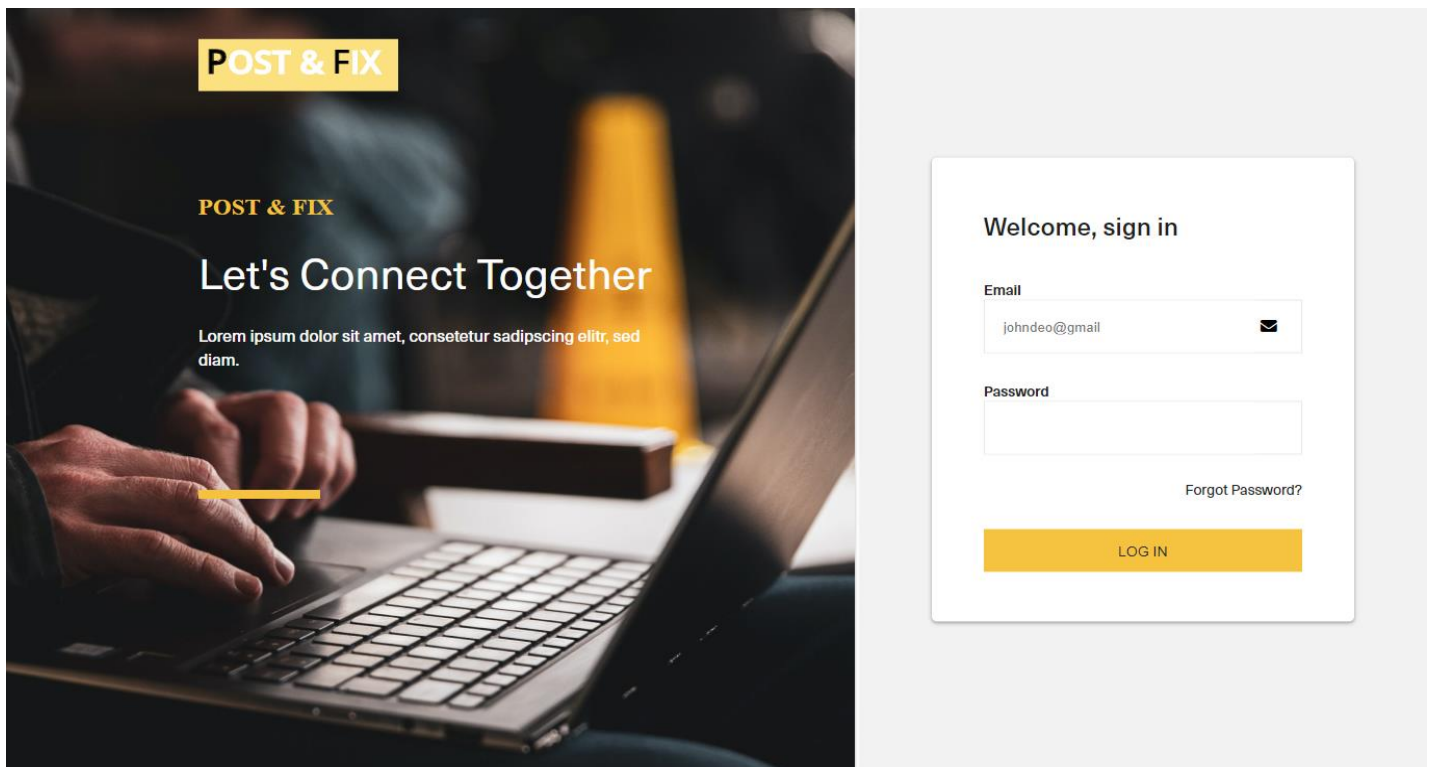 POST & FIX
POST & FIX
Let's Connect Together
Lorem ipsum dolor sit amet, consetetur sadipscing elitr, sed
diam.
Welcome, sign in
Email
johndeo@gmail
Password
Forgot Password?
LOG IN